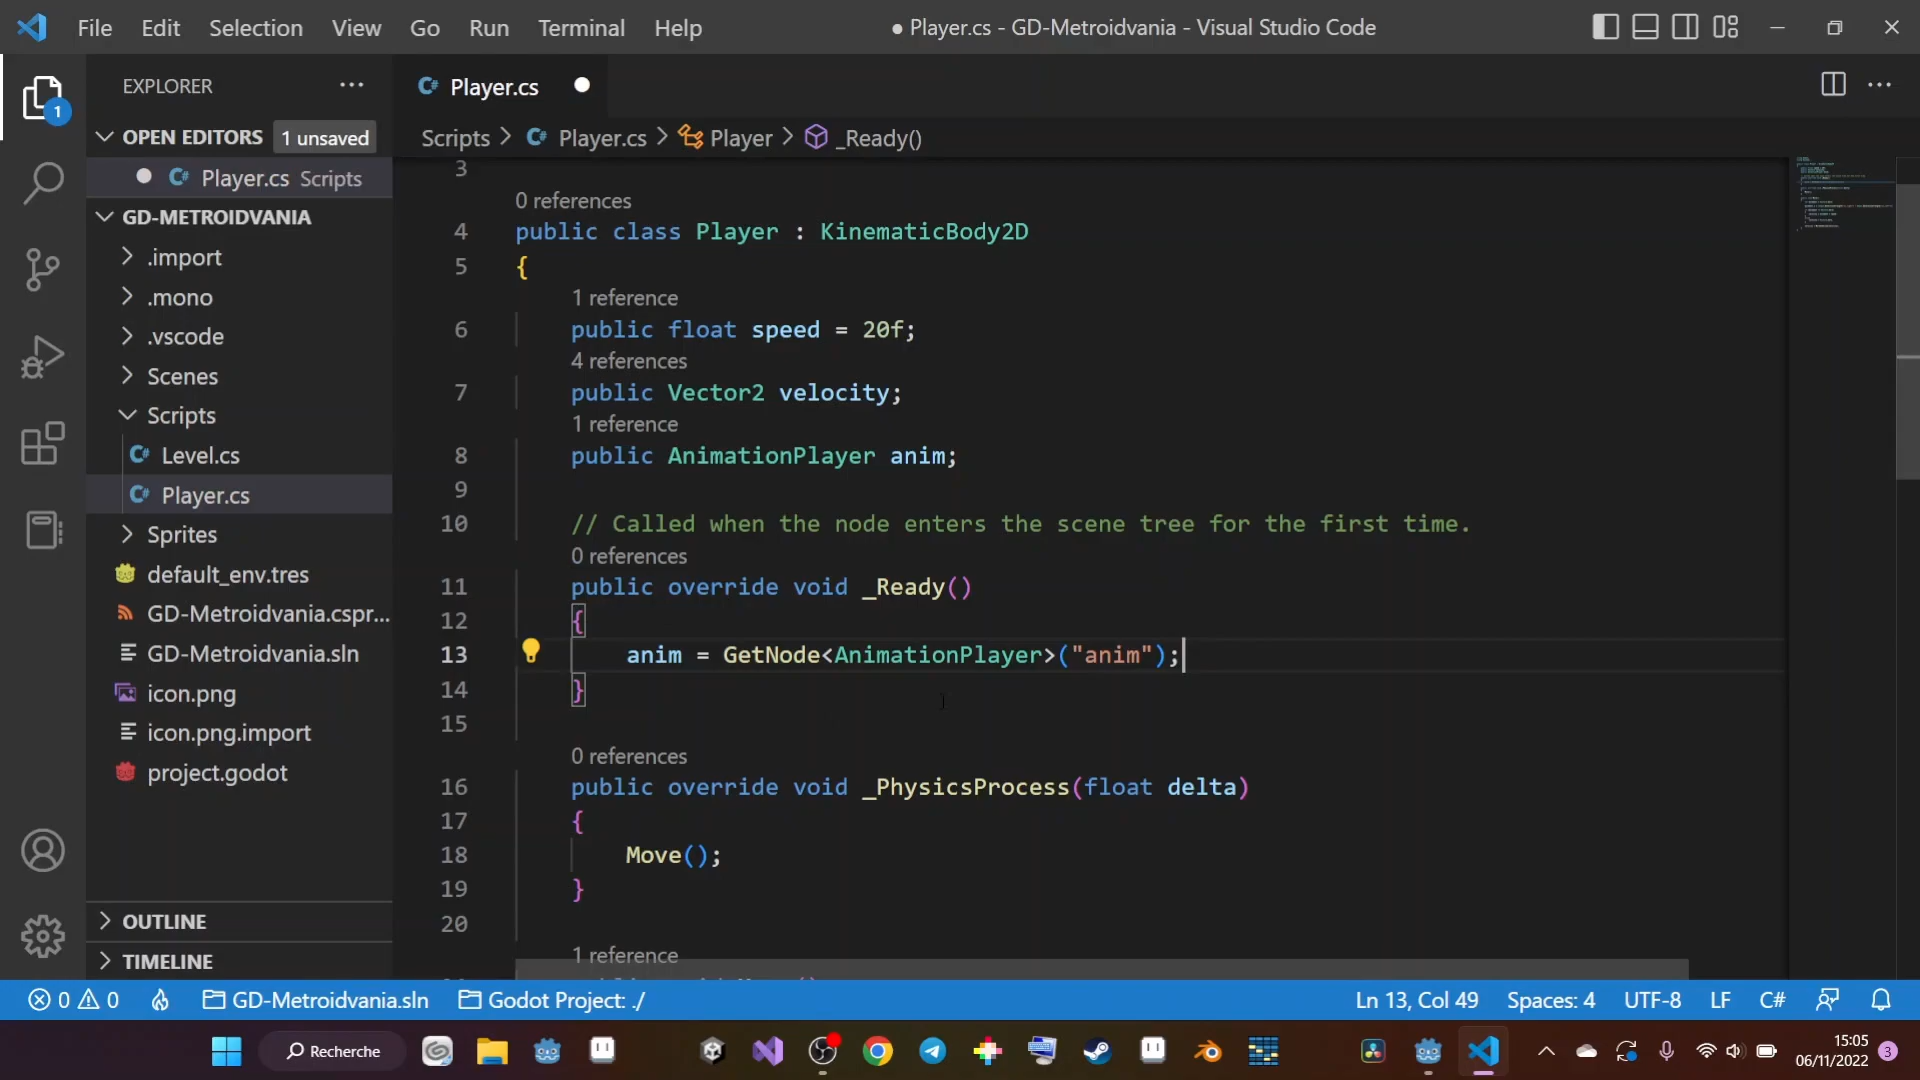 File Edit Selection View Go Run Terminal Help
● Player.cs - GD-Metroidvania - Visual Studio Code
EXPLORER
OPEN EDITORS 1 unsaved
Player.cs Scripts
GD-METROIDVANIA
.import
.mono
.vscode
Scenes
Scripts
Level.cs
Player.cs
Sprites
default_env.tres
GD-Metroidvania.cspr...
GD-Metroidvania.sln
icon.png
icon.png.import
project.godot
OUTLINE
TIMELINE
1
Player.cs
Scripts > Player.cs > Player > _Ready()
3
0 references
4 public class Player : KinematicBody2D
5 {
1 reference
6 public float speed = 20f;
4 references
7 public Vector2 velocity;
1 reference
8 public AnimationPlayer anim;
9
10 // Called when the node enters the scene tree for the first time.
0 references
11 public override void _Ready()
12 {
13 anim = GetNode<AnimationPlayer>("anim");
14 }
15
0 references
16 public override void _PhysicsProcess(float delta)
17 {
18 Move();
19 }
20
1 reference
0 0 GD-Metroidvania.sln Godot Project: ./
Ln 13, Col 49 Spaces: 4 UTF-8 LF C#
Recherche
15:05
06/11/2022
3